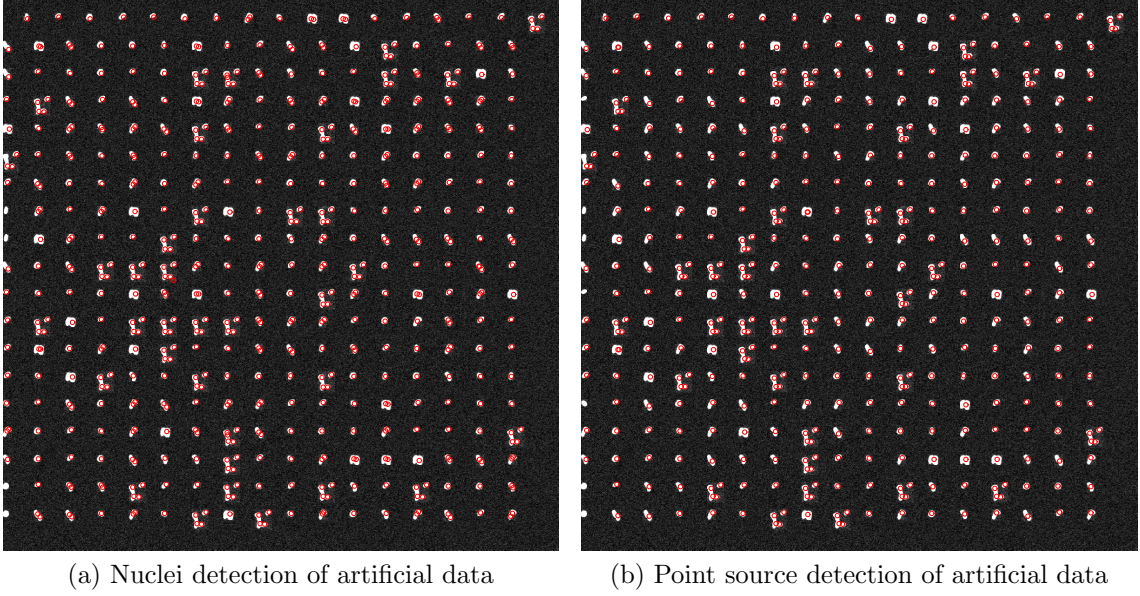 (a) Nuclei detection of artificial data
(b) Point source detection of artificial data